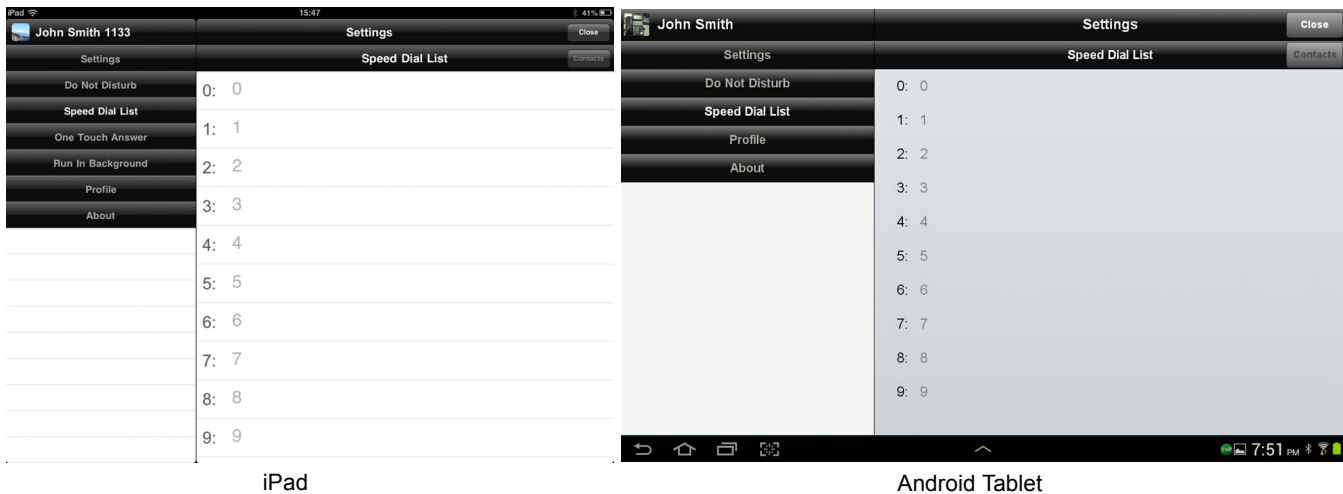 iPad 15:47 41%
John Smith 1133 Settings Close
Settings Speed Dial List Contacts
Do Not Disturb
Speed Dial List
One Touch Answer
Run In Background
Profile
About
0: 0
1: 1
2: 2
3: 3
4: 4
5: 5
6: 6
7: 7
8: 8
9: 9
iPad
John Smith Settings Close
Settings Speed Dial List Contacts
Do Not Disturb
Speed Dial List
Profile
About
0: 0
1: 1
2: 2
3: 3
4: 4
5: 5
6: 6
7: 7
8: 8
9: 9
7:51 PM
Android Tablet